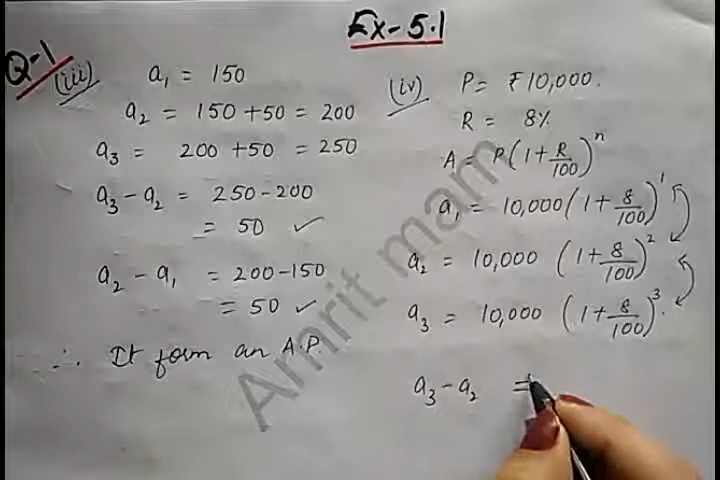 Ex-5.1
Q-1
(iii) a₁ = 150
a₂ = 150 +50 = 200
a₃ = 200 +50 = 250
a₃ - a₂ = 250-200
= 50 ✓
a₂ - a₁ = 200-150
= 50 ✓
∴ It form an A.P.
(iv) P = ₹10,000.
R = 8%
A = P(1+R/100)ⁿ
a₁ = 10,000(1+8/100)¹
a₂ = 10,000 (1+8/100)²
a₃ = 10,000 (1+8/100)³.
a₃ - a₂ =
Amrit mam